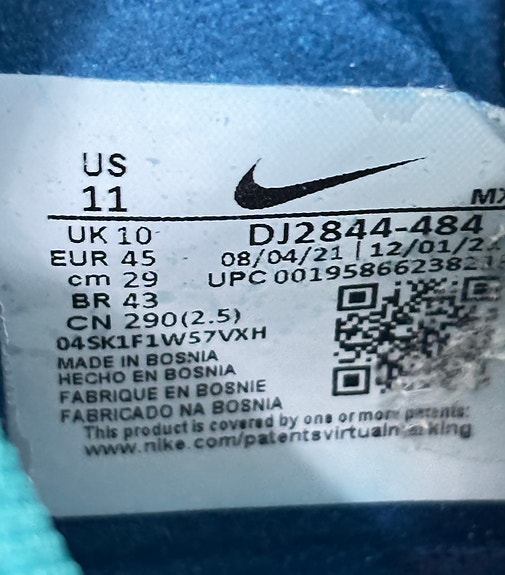 US
11
UK 10
EUR 45
cm 29
BR 43
CN 290(2.5)
04SK1F1W57VXH
MADE IN BOSNIA
HECHO EN BOSNIA
FABRIQUE EN BOSNIE
FABRICADO NA BOSNIA
DJ2844-484
08/04/21 |
UPC
This product is covered by one or more patents: